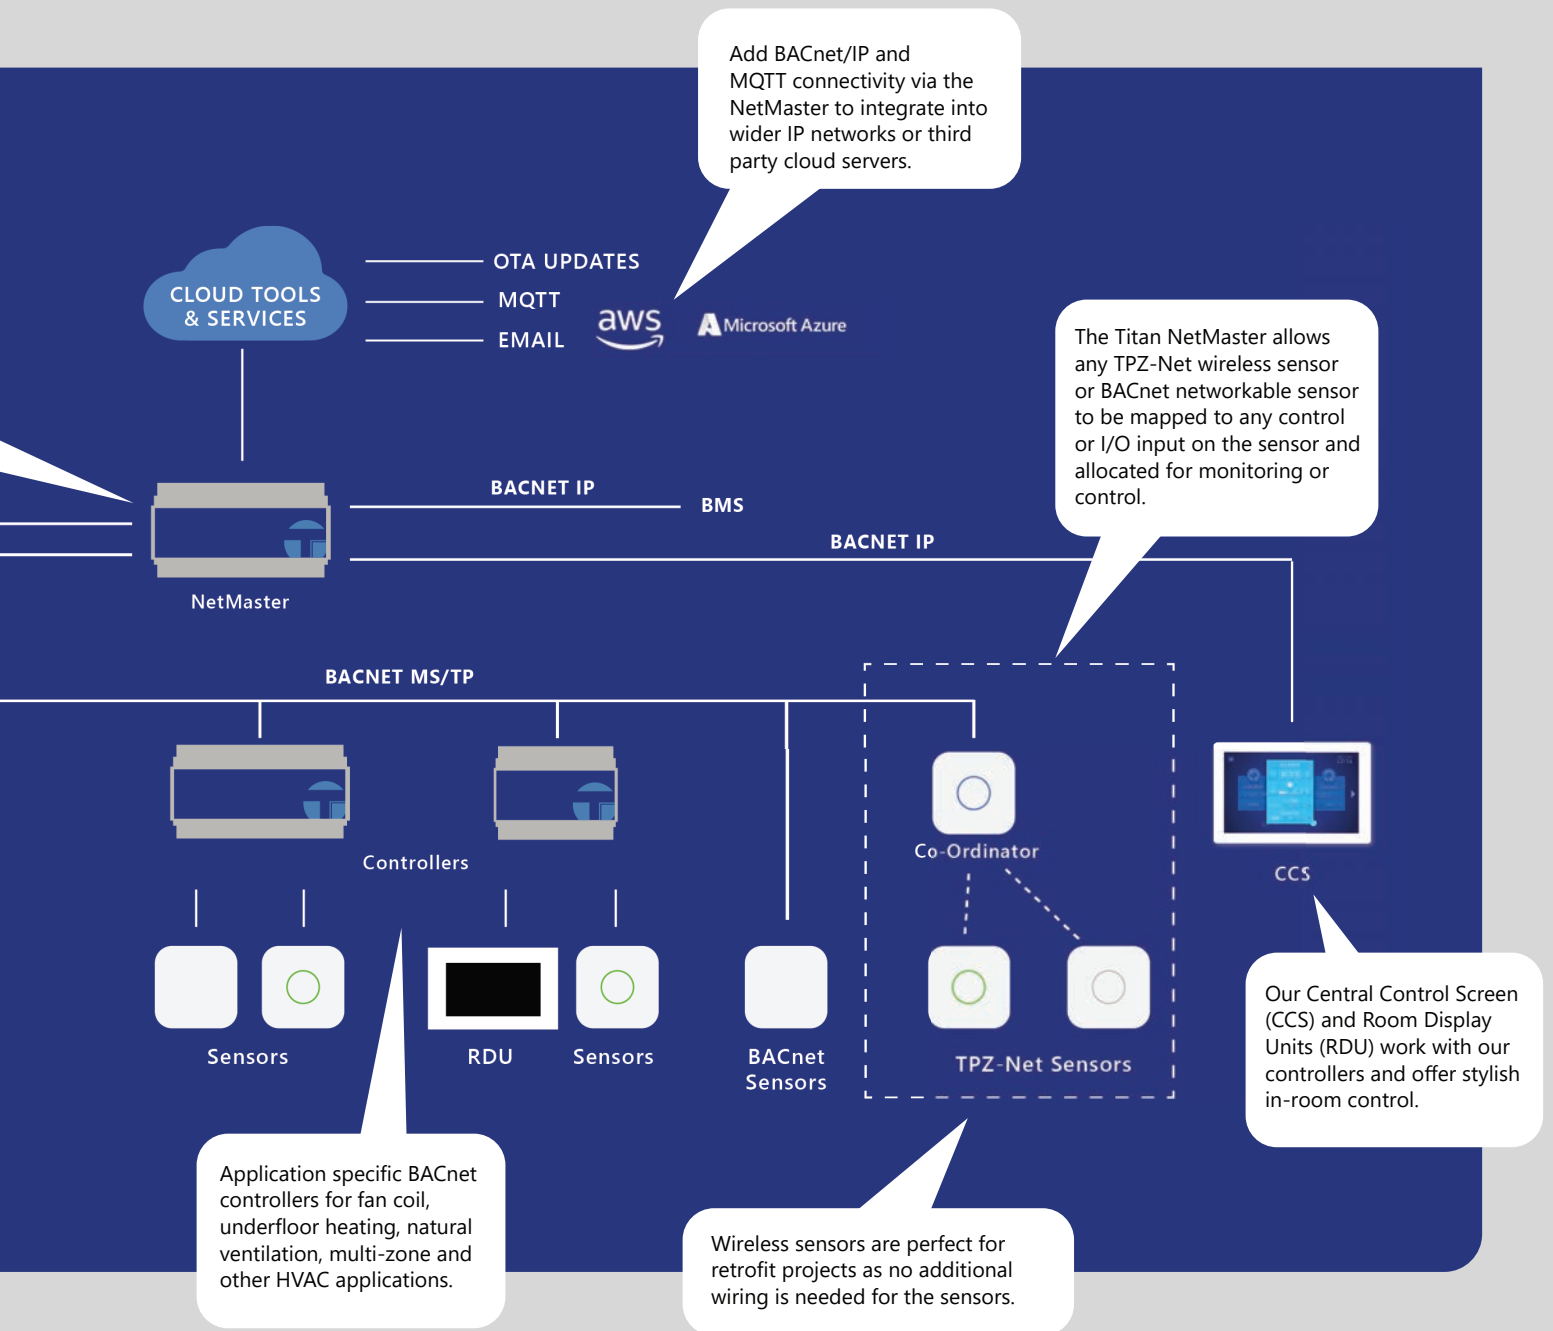 Add BACnet/IP and
MQTT connectivity via the
NetMaster to integrate into
wider IP networks or third
party cloud servers.
CLOUD TOOLS
& SERVICES
OTA UPDATES
MQTT
EMAIL
aws
Microsoft Azure
The Titan NetMaster allows
any TPZ-Net wireless sensor
or BACnet networkable sensor
to be mapped to any control
or I/O input on the sensor and
allocated for monitoring or
control.
BACNET IP
BMS
BACNET IP
NetMaster
BACNET MS/TP
Controllers
Co-Ordinator
CCS
Sensors
RDU
Sensors
BACnet
Sensors
TPZ-Net Sensors
Our Central Control Screen
(CCS) and Room Display
Units (RDU) work with our
controllers and offer stylish
in-room control.
Application specific BACnet
controllers for fan coil,
underfloor heating, natural
ventilation, multi-zone and
other HVAC applications.
Wireless sensors are perfect for
retrofit projects as no additional
wiring is needed for the sensors.